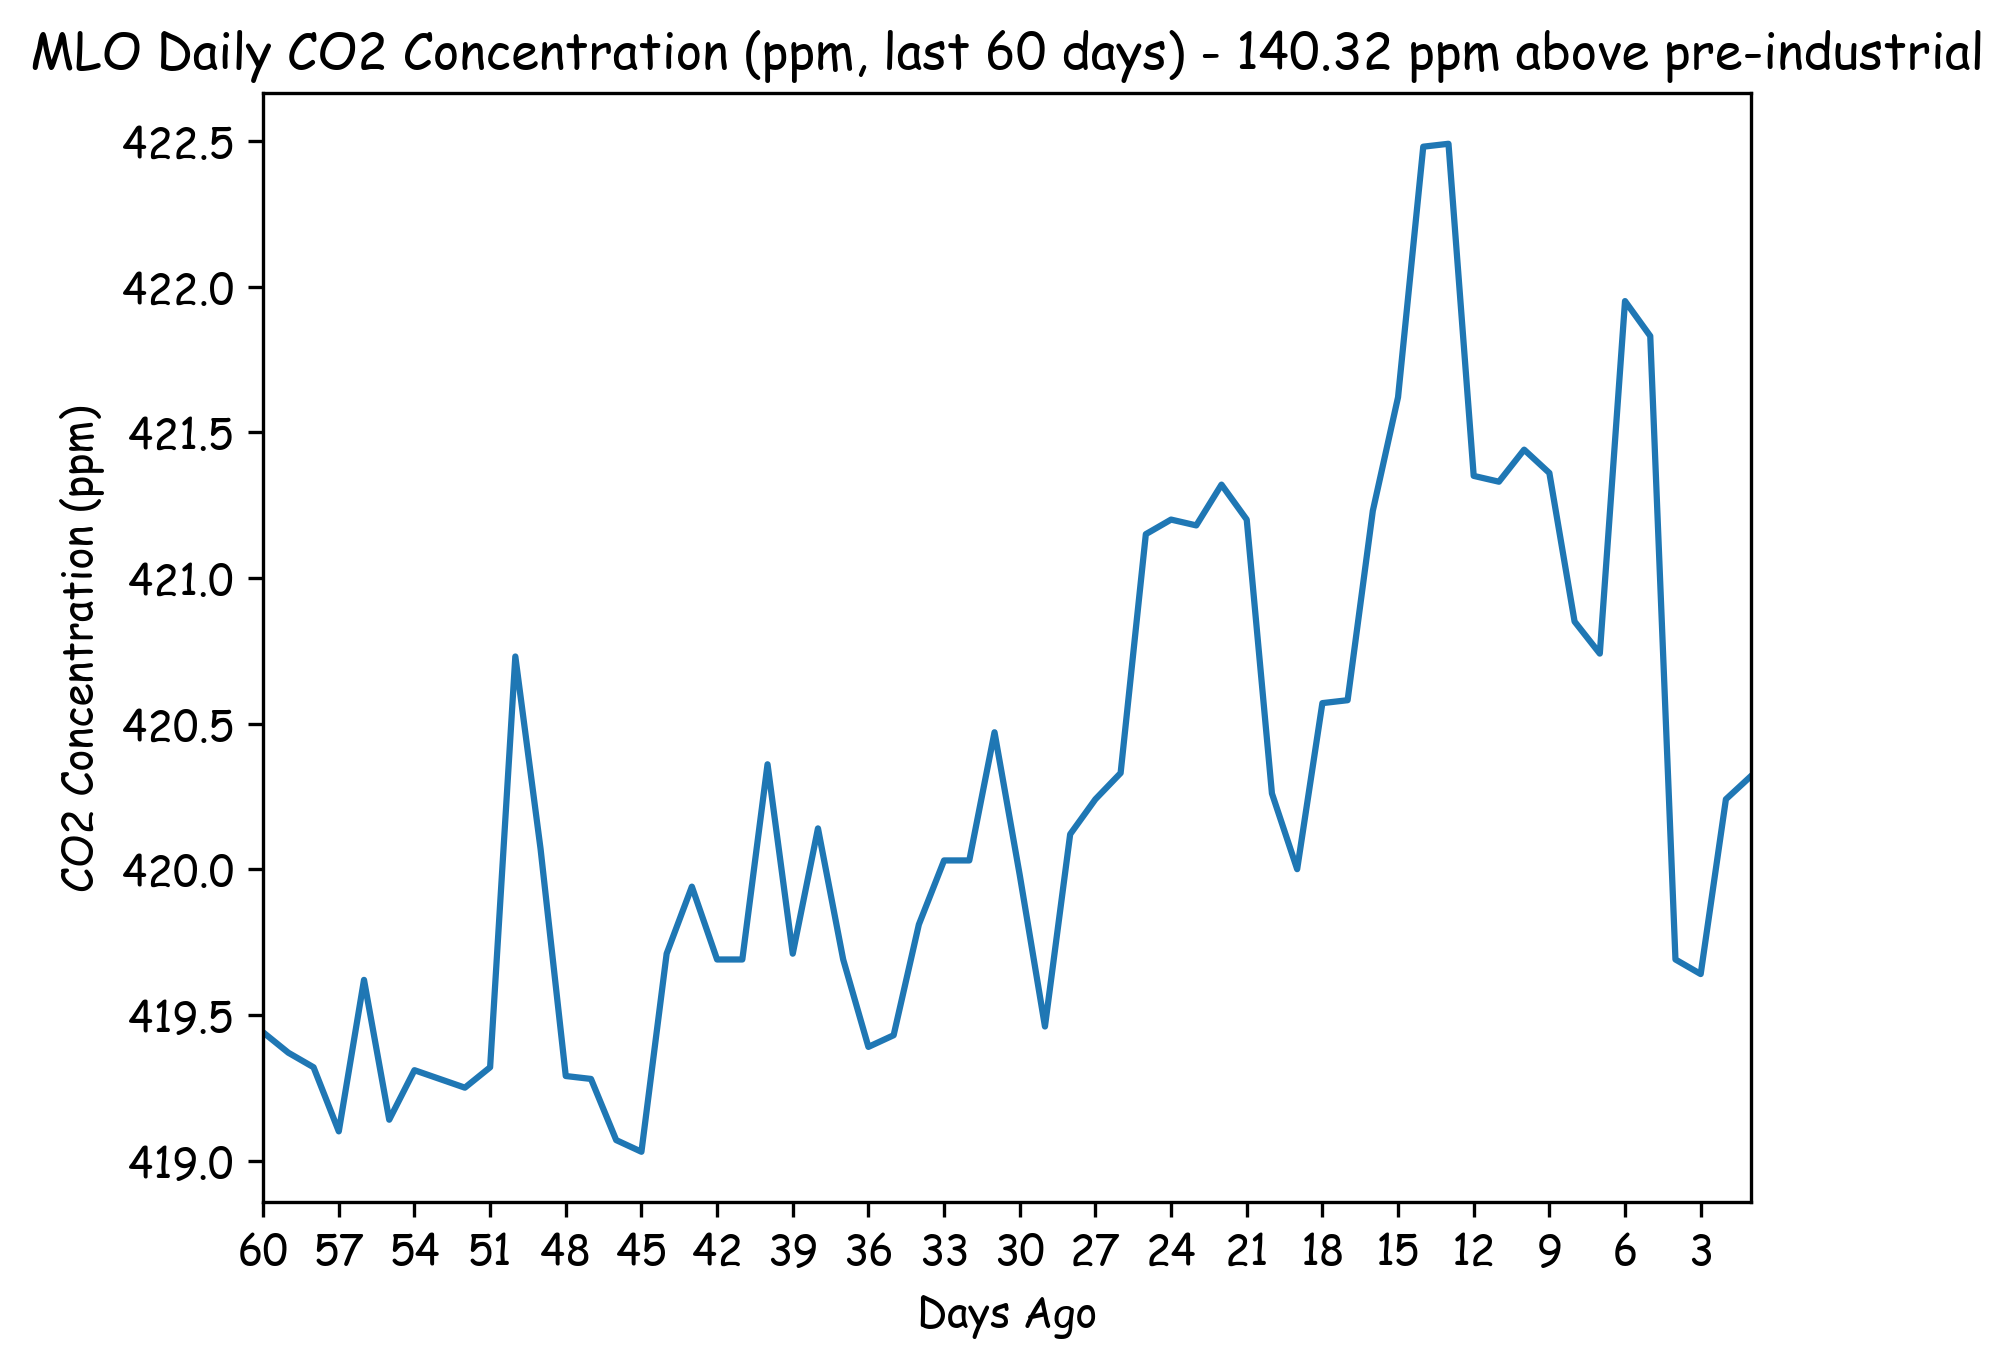 MLO Daily CO2 Concentration (ppm, last 60 days) - 140.32 ppm above pre-industrial
CO2 Concentration (ppm)
422.5
422.0
421.5
421.0
420.5
420.0
419.5
419.0
60 57 54 51 48 45 42 39 36 33 30 27 24 21 18 15 12 9 6 3
Days Ago